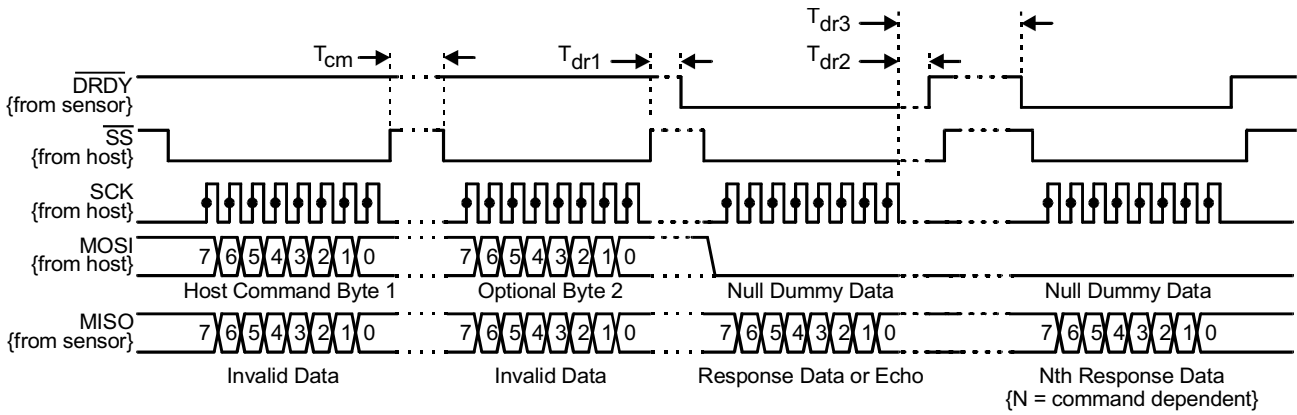 Tdr3
Tcm
Tdr1
Tdr2
DRDY
{from sensor}
SS
{from host}
SCK
{from host}
MOSI
{from host}
7 6 5 4 3 2 1 0
7 6 5 4 3 2 1 0
Host Command Byte 1
Optional Byte 2
Null Dummy Data
Null Dummy Data
MISO
{from sensor}
7 6 5 4 3 2 1 0
7 6 5 4 3 2 1 0
7 6 5 4 3 2 1 0
7 6 5 4 3 2 1 0
Invalid Data
Invalid Data
Response Data or Echo
Nth Response Data
{N = command dependent}